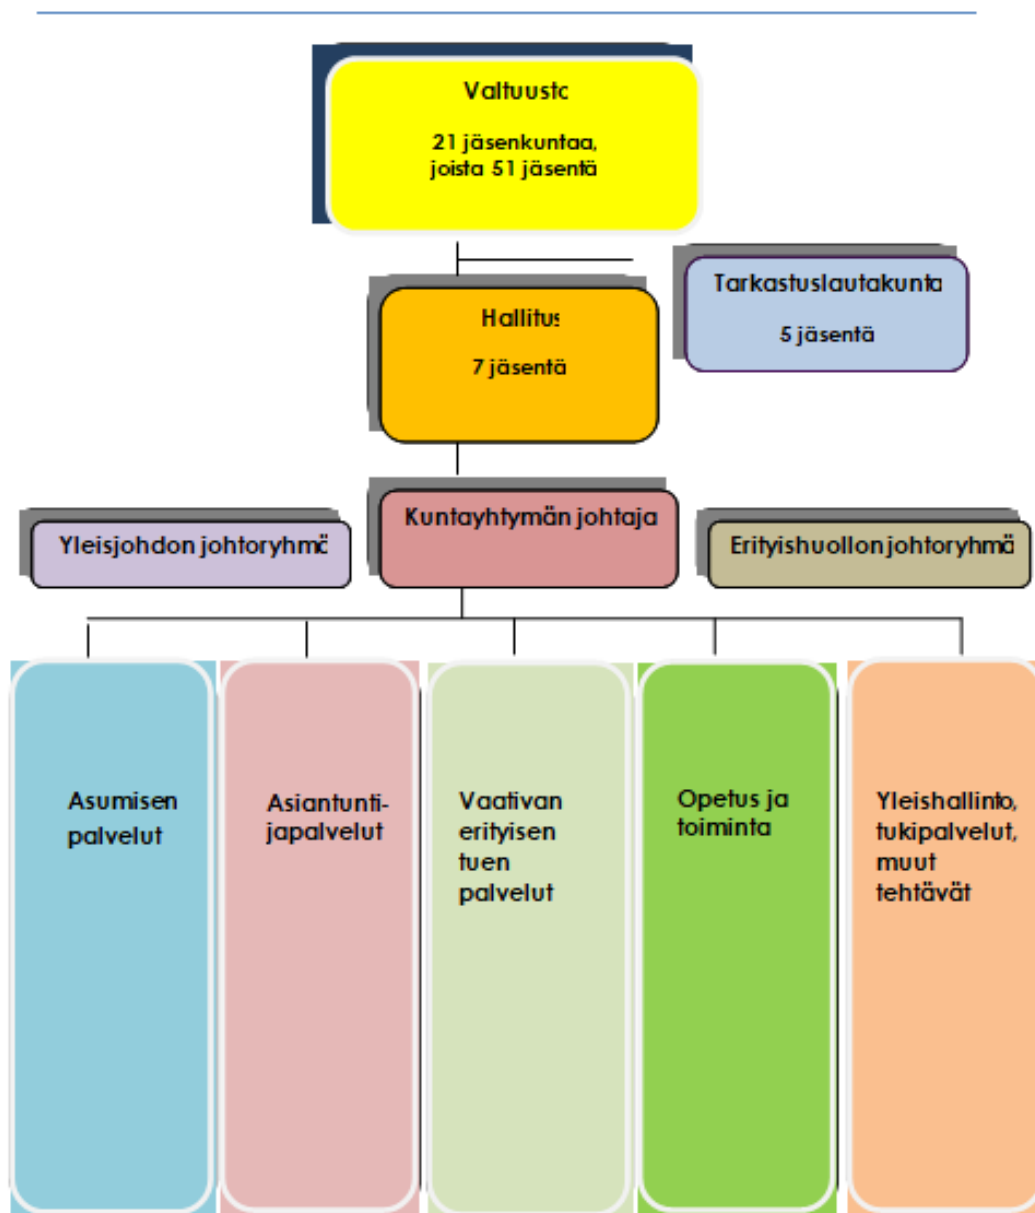 Valtuusto
21 jäsenkuntaa,
joista 51 jäsentä
Tarkastuslautakunta
5 jäsentä
Hallitus
7 jäsentä
Kuntayhtymän johtaja
Yleisjohdon johtoryhmä
Erityishuollon johtoryhmä
Asumisen
palvelut
Asiantunti-
japalvelut
Vaativan
erityisen
tuen
palvelut
Opetus ja
toiminta
Yleishallinto,
tukipalvelut,
muut
tehtävät